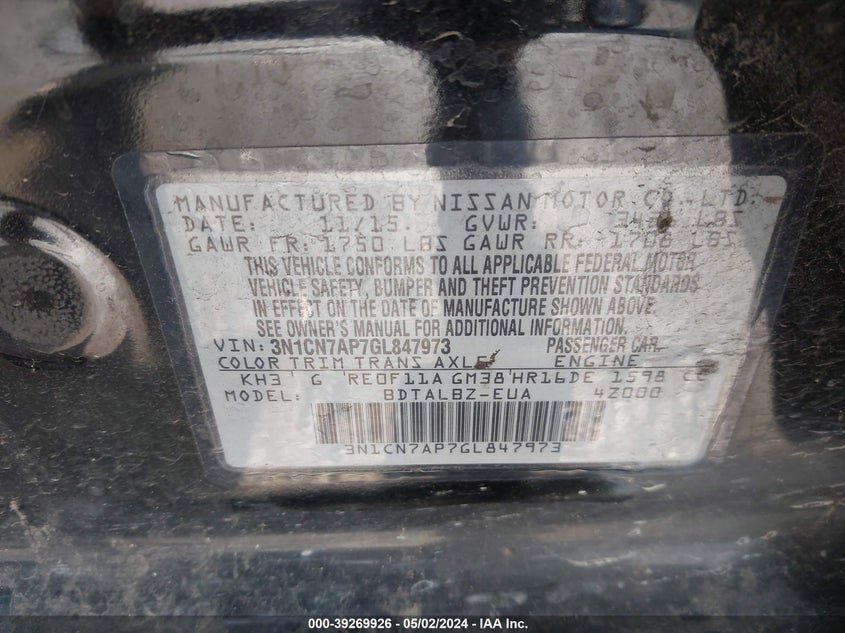 MANUFACTURED BY NISSAN MOTOR CO., LTD.
DATE: 11/15. GVWR: LBS
GAWR FR: 1750 LBS GAWR RR: LBS
THIS VEHICLE CONFORMS TO ALL APPLICABLE FEDERAL MOTOR
VEHICLE SAFETY, BUMPER AND THEFT PREVENTION STANDARDS
IN EFFECT ON THE DATE OF MANUFACTURE SHOWN ABOVE.
SEE OWNER'S MANUAL FOR ADDITIONAL INFORMATION.
VIN: 3N1CN7AP7GL847973 PASSENGER CAR
COLOR TRIM TRANS AXLE ENGINE
KH3 G RE0F11A GM38 HR16DE 1598 CC
MODEL: BDTALBZ-EUA 4Z000
3N1CN7AP7GL847973
000-39269926 - 05/02/2024 - © IAA Inc.